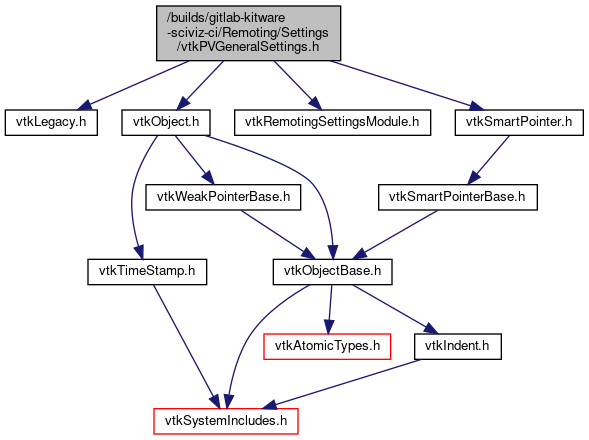 /builds/gitlab-kitware
-sciviz-ci/Remoting/Settings
/vtkPVGeneralSettings.h
vtkLegacy.h
vtkObject.h
vtkRemotingSettingsModule.h
vtkSmartPointer.h
vtkWeakPointerBase.h
vtkSmartPointerBase.h
vtkTimeStamp.h
vtkObjectBase.h
vtkAtomicTypes.h
vtkIndent.h
vtkSystemIncludes.h